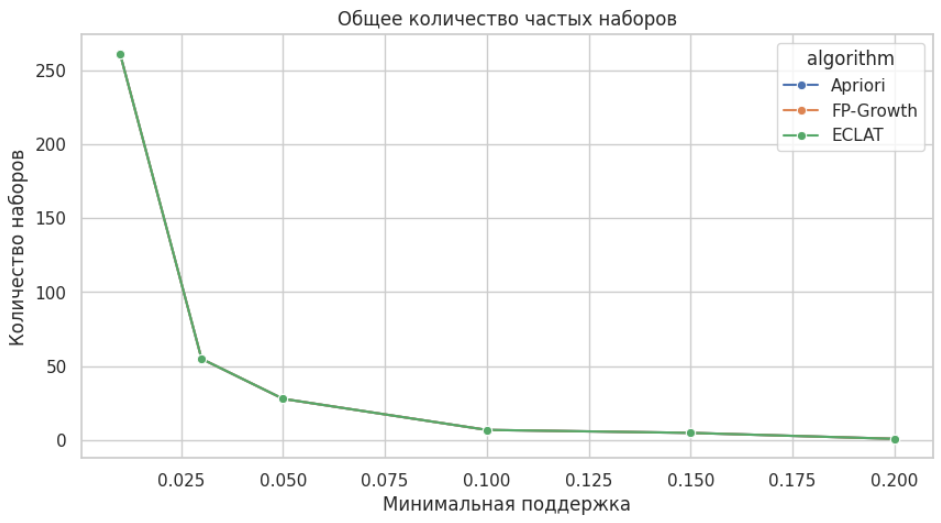 Общее количество частых наборов
algorithm
Apriori
FP-Growth
ECLAT
Количество наборов
250
200
150
100
50
0
0.025 0.050 0.075 0.100 0.125 0.150 0.175 0.200
Минимальная поддержка